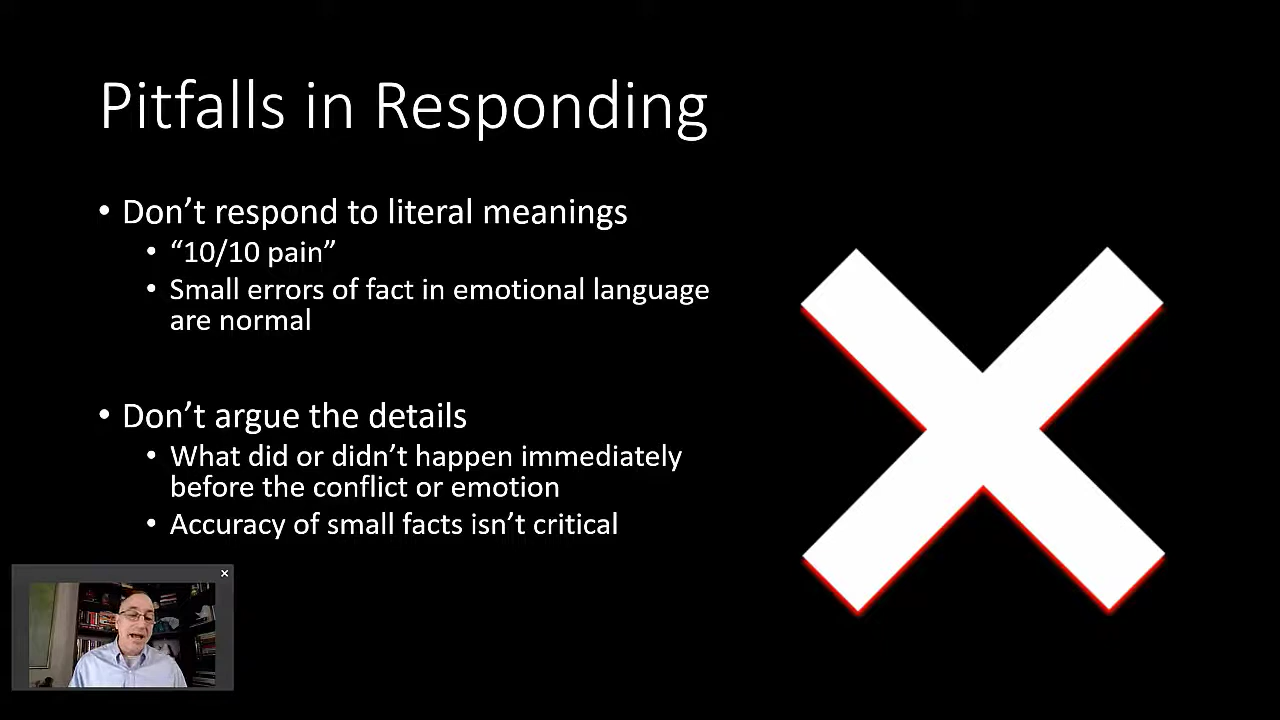 Pitfalls in Responding
• Don’t respond to literal meanings
• “10/10 pain”
• Small errors of fact in emotional language
are normal
• Don’t argue the details
• What did or didn’t happen immediately
before the conflict or emotion
• Accuracy of small facts isn’t critical